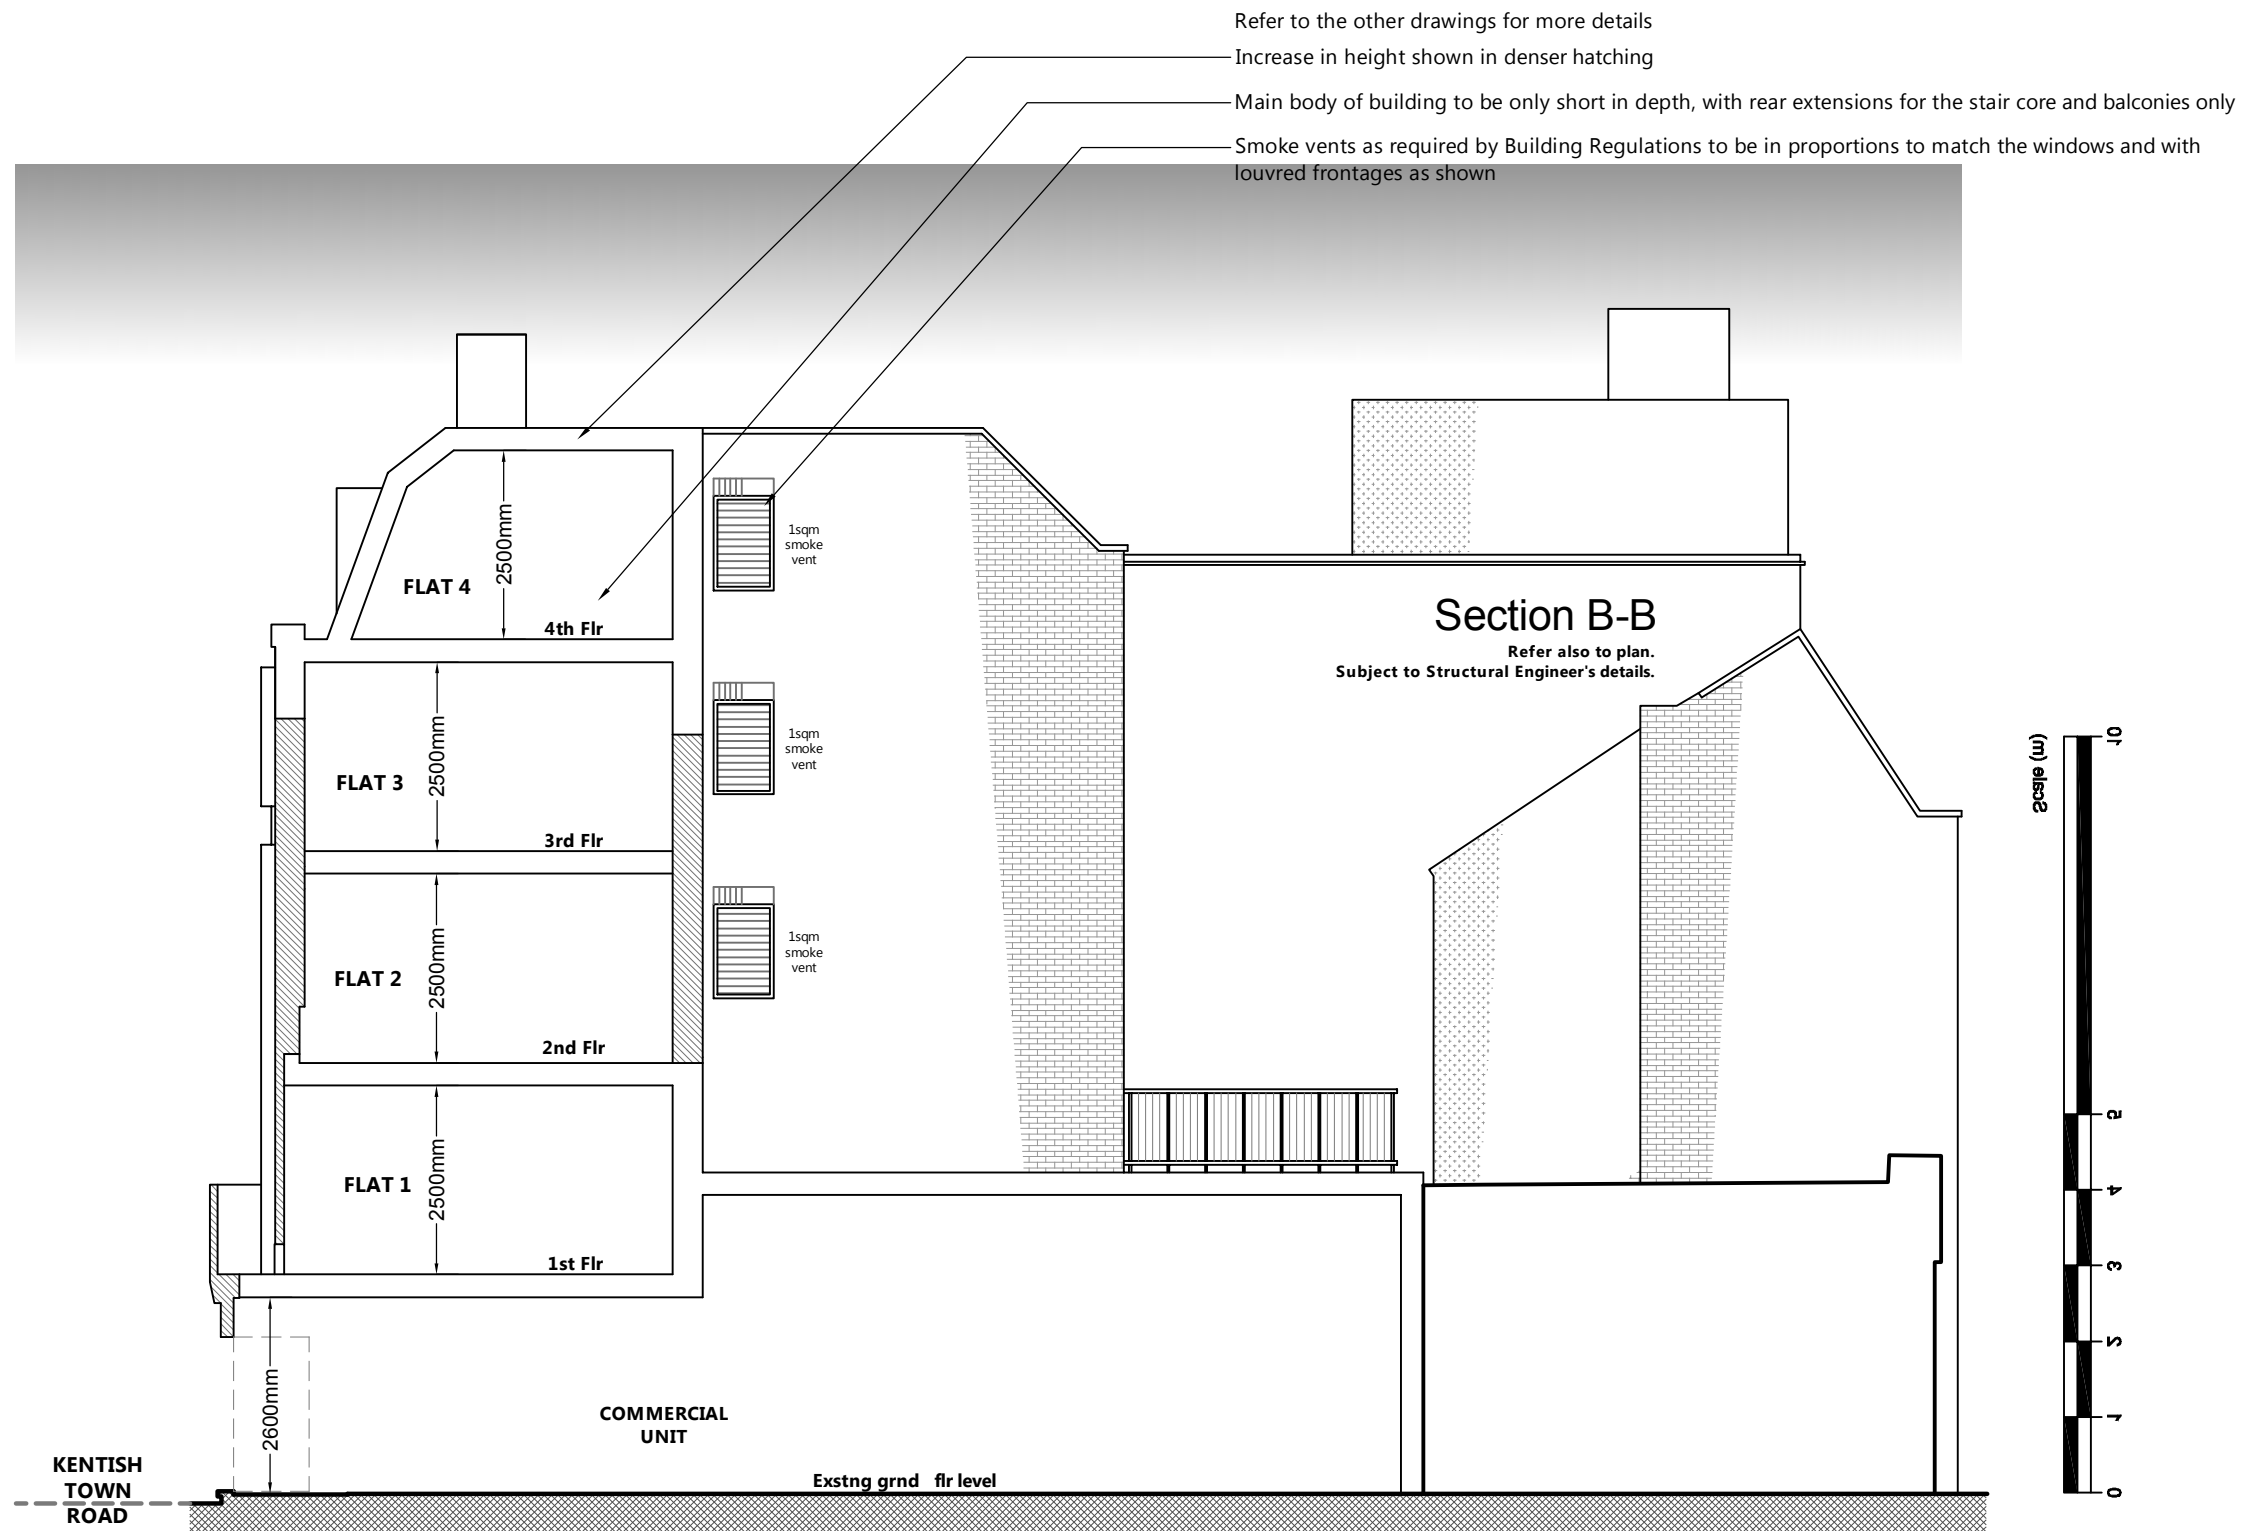 Refer to the other drawings for more details
Increase in height shown in denser hatching
Main body of building to be only short in depth, with rear extensions for the stair core and balconies only
Smoke vents as required by Building Regulations to be in proportions to match the windows and with
louvred frontages as shown
1sqm
smoke
vent
FLAT 4
2500mm
4th Flr
Section B-B
Refer also to plan.
Subject to Structural Engineer's details.
1sqm
smoke
vent
FLAT 3
2500mm
3rd Flr
1sqm
smoke
vent
FLAT 2
2500mm
2nd Flr
FLAT 1
2500mm
1st Flr
2600mm
COMMERCIAL
UNIT
Exstng grnd flr level
KENTISH
TOWN
ROAD
Scale (m)
10
5
4
3
2
1
0